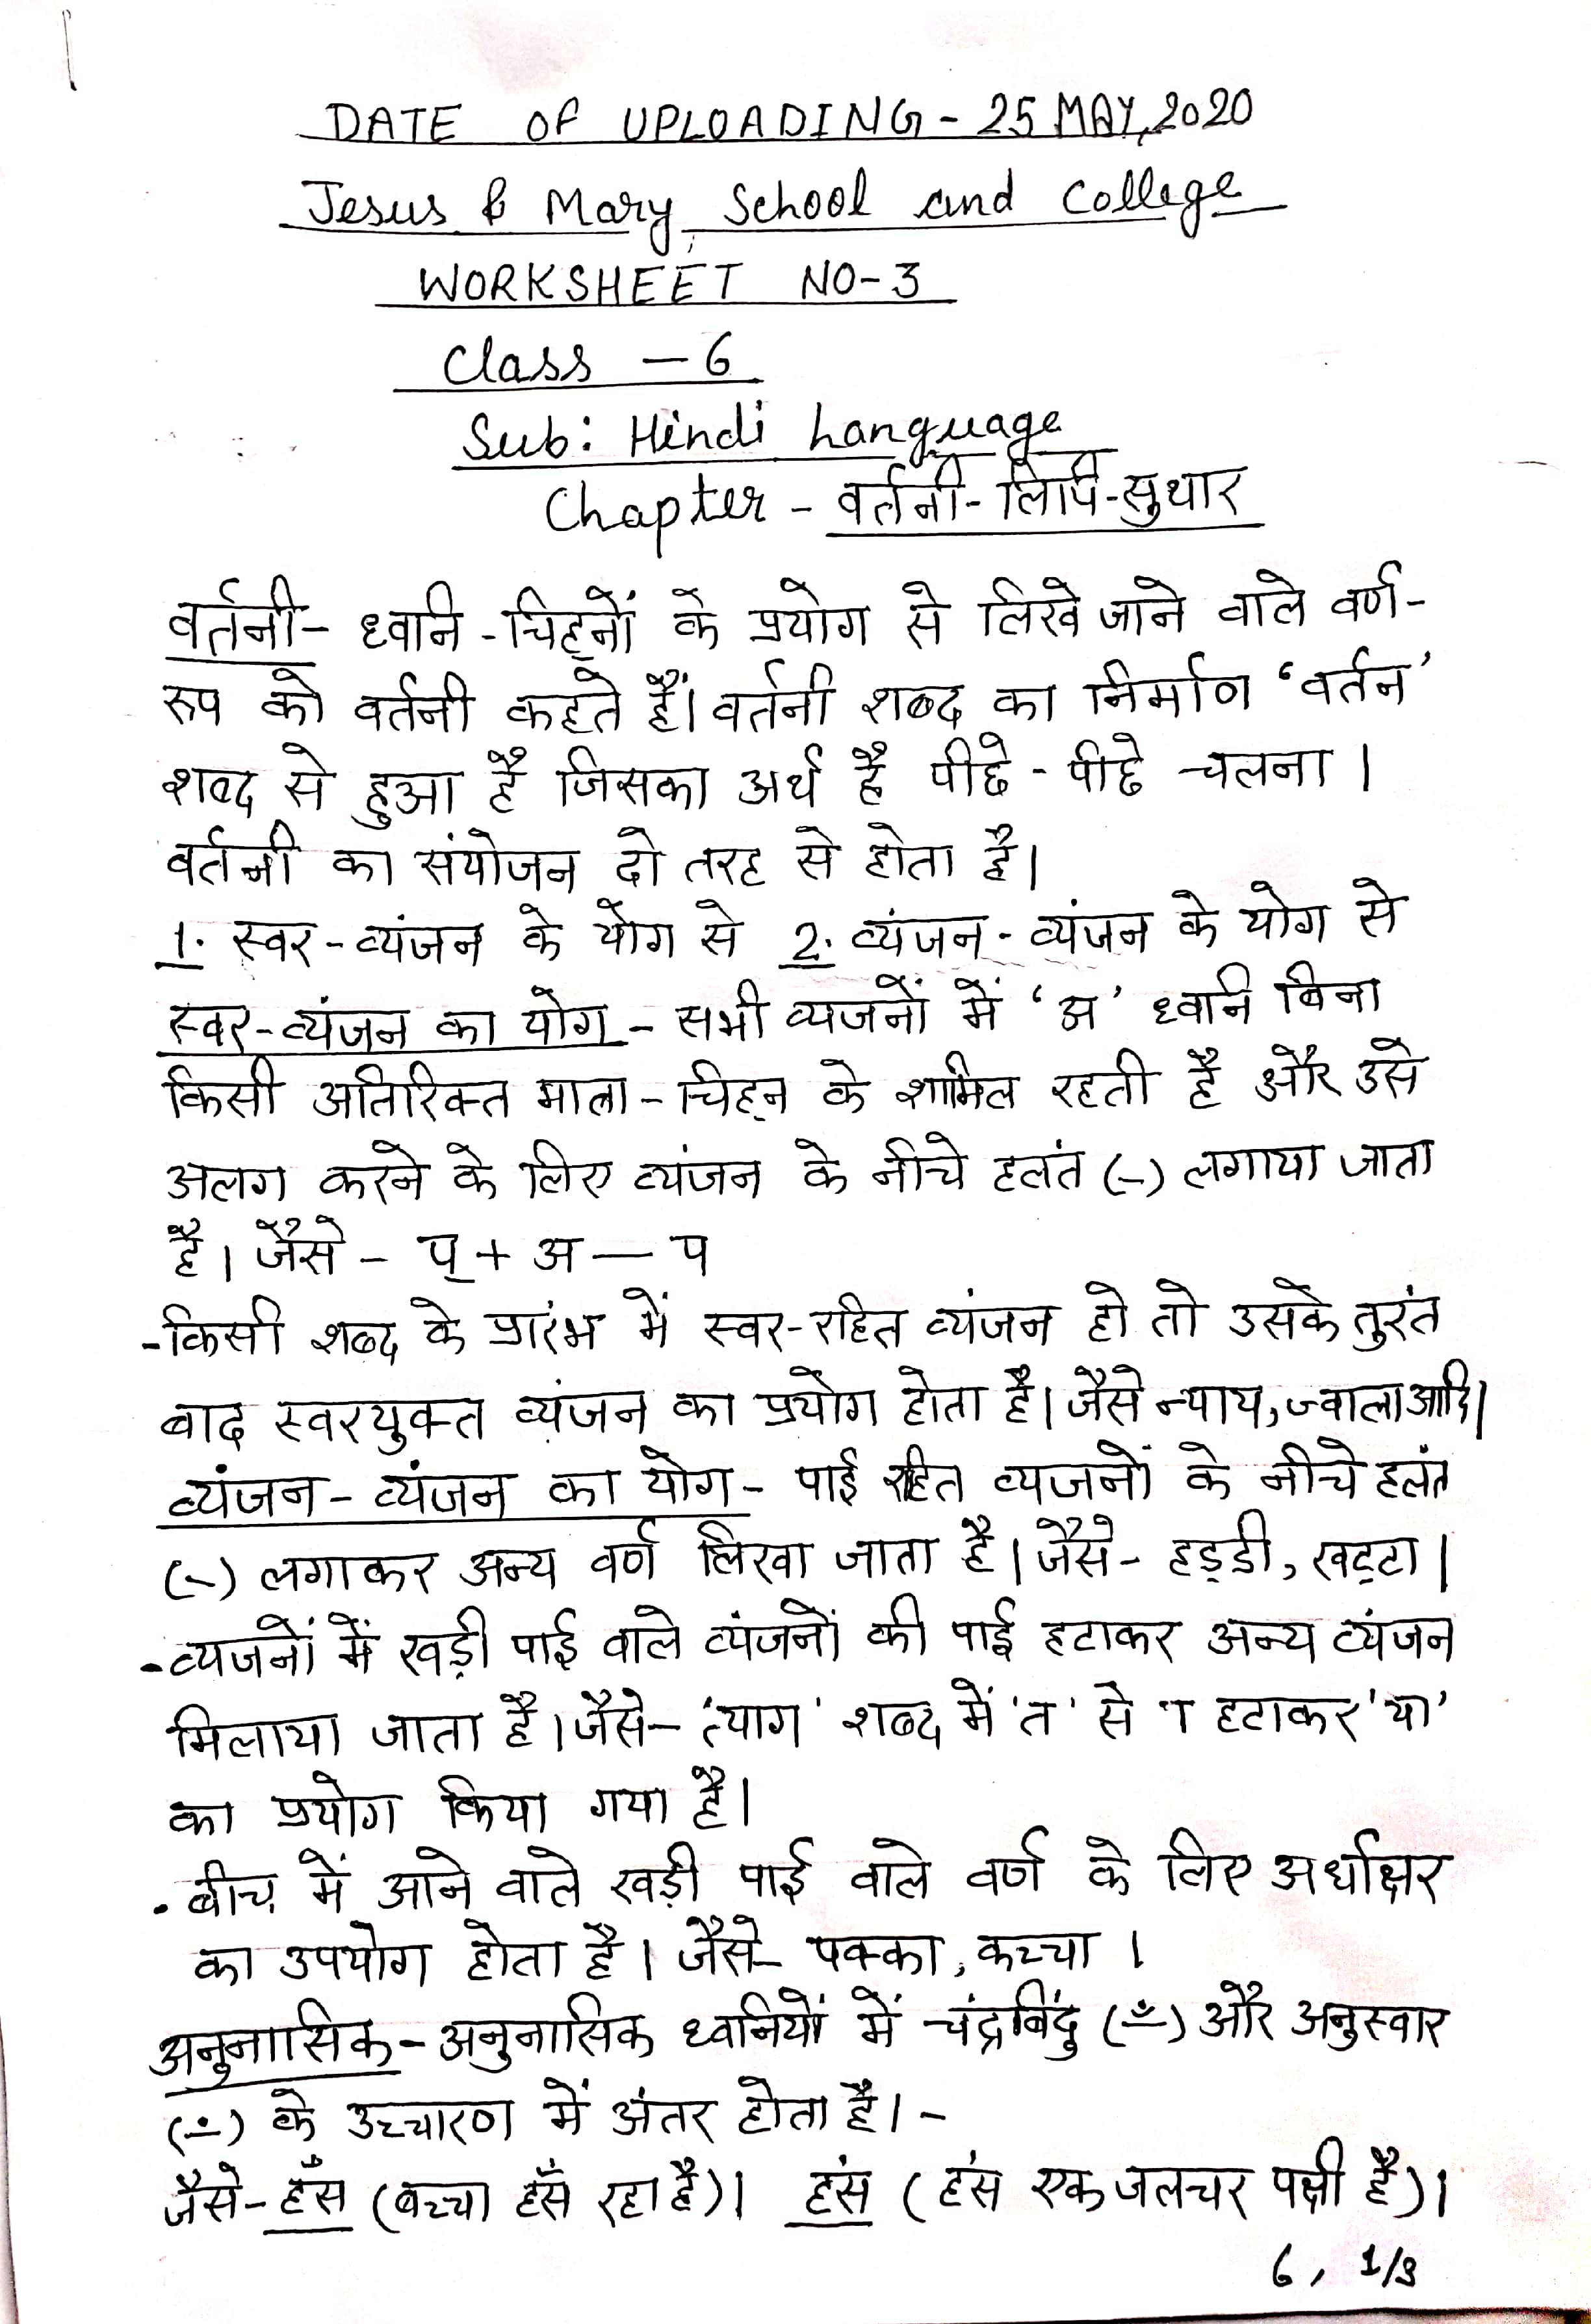 DATE OF UPLOADING - 25 MAY, 2020
Jesus & Mary School and College
WORKSHEET NO-3
Class - 6
Sub: Hindi Language
Chapter - वर्तनी-लिपि-सुधार
वर्तनी- ध्वनि-चिह्नों के प्रयोग से लिखे जाने वाले वर्ण-
रुप को वर्तनी कहते हैं। वर्तनी शब्द का निर्माण 'वर्तन'
शब्द से हुआ है जिसका अर्थ है पीछे-पीछे चलना।
वर्तनी का संयोजन दो तरह से होता है।
1. स्वर-व्यंजन के योग से 2. व्यंजन-व्यंजन के योग से
स्वर-व्यंजन का योग - सभी व्यजनों में 'अ' ध्वनि बिना
किसी अतिरिक्त मात्रा-चिह्न के शामिल रहती है और उसे
अलग करने के लिए व्यंजन के नीचे हलंत (्) लगाया जाता
है। जैसे - प् + अ — प
-किसी शब्द के प्रारंभ में स्वर-रहित व्यंजन हो तो उसके तुरंत
बाद स्वरयुक्त व्यंजन का प्रयोग होता है। जैसे न्याय, ज्वाला आदि।
व्यंजन-व्यंजन का योग - पाई रहित व्यजनों के नीचे हलंत
(्) लगाकर अन्य वर्ण लिखा जाता है। जैसे - हड्‌डी, खट्‌टा।
-व्यजनों में खड़ी पाई वाले व्यंजनों की पाई हटाकर अन्य व्यंजन
मिलाया जाता है। जैसे- 'त्याग' शब्द में 'त' से ा हटाकर 'या'
का प्रयोग किया गया है।
. बीच में आने वाले खड़ी पाई वाले वर्ण के लिए अर्धाक्षर
का उपयोग होता है। जैसे- पक्का, कच्चा।
अनुनासिक-अनुनासिक ध्वनियों में चंद्रबिंदु (ँ) और अनुस्वार
(ं) के उच्चारण में अंतर होता है। -
जैसे- हँस (बच्चा हँस रहा है)। हंस (हंस एक जलचर पक्षी है)।
6, 1/3